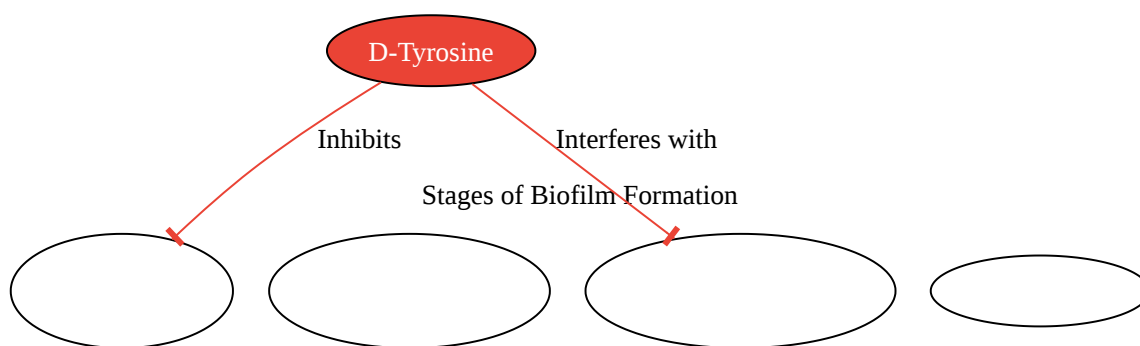 D-Tyrosine
Inhibits
Interferes with
Stages of Biofilm Formation